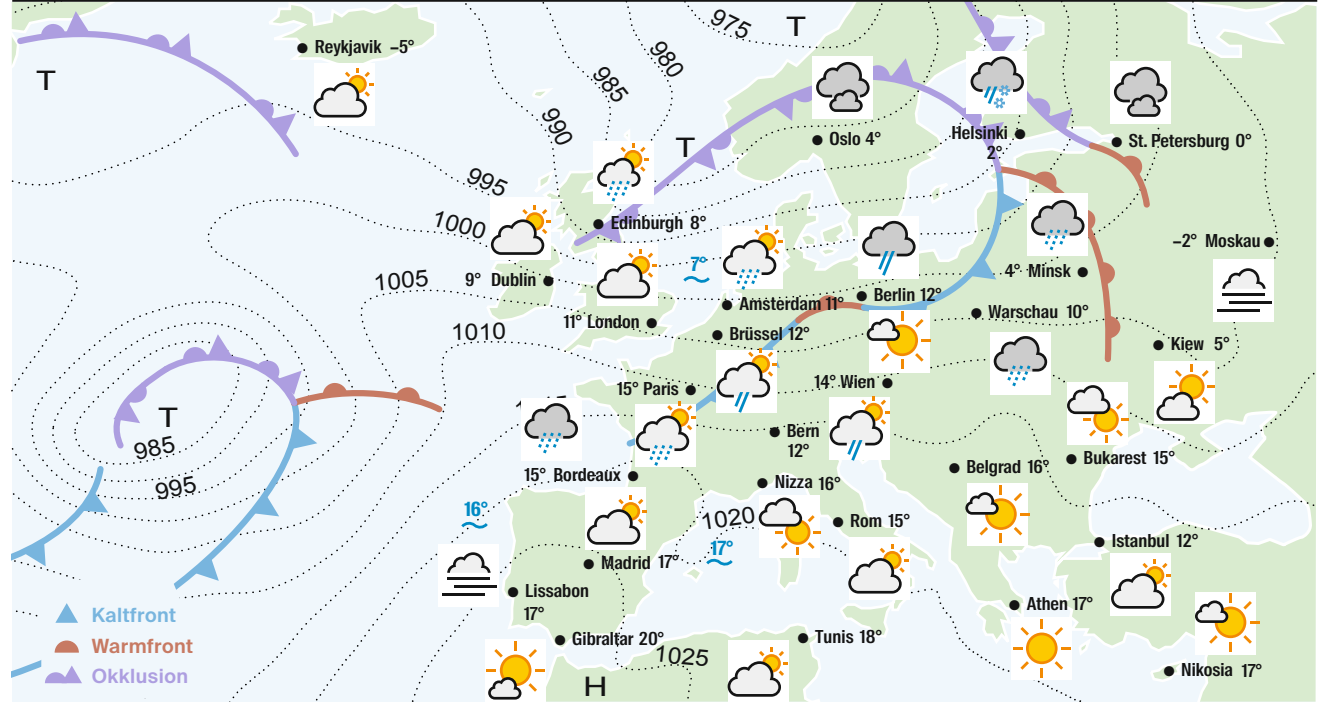 975
T
Reykjavik –5°
980
T
985
990
Oslo 4°
Helsinki
2°
St. Petersburg 0°
T
995
1000
Edinburgh 8°
–2° Moskau
1005
9° Dublin
7°
4° Minsk
Amsterdam 11°
Berlin 12°
11° London
1010
Brüssel 12°
Warschau 10°
Kiew 5°
15° Paris
14° Wien
T
985
995
Bern
12°
15° Bordeaux
Nizza 16°
Belgrad 16°
Bukarest 15°
16°
1020
Rom 15°
17°
Istanbul 12°
Madrid 17°
Lissabon
17°
Athen 17°
Kaltfront
Warmfront
Okklusion
Gibraltar 20°
1025
Tunis 18°
H
Nikosia 17°